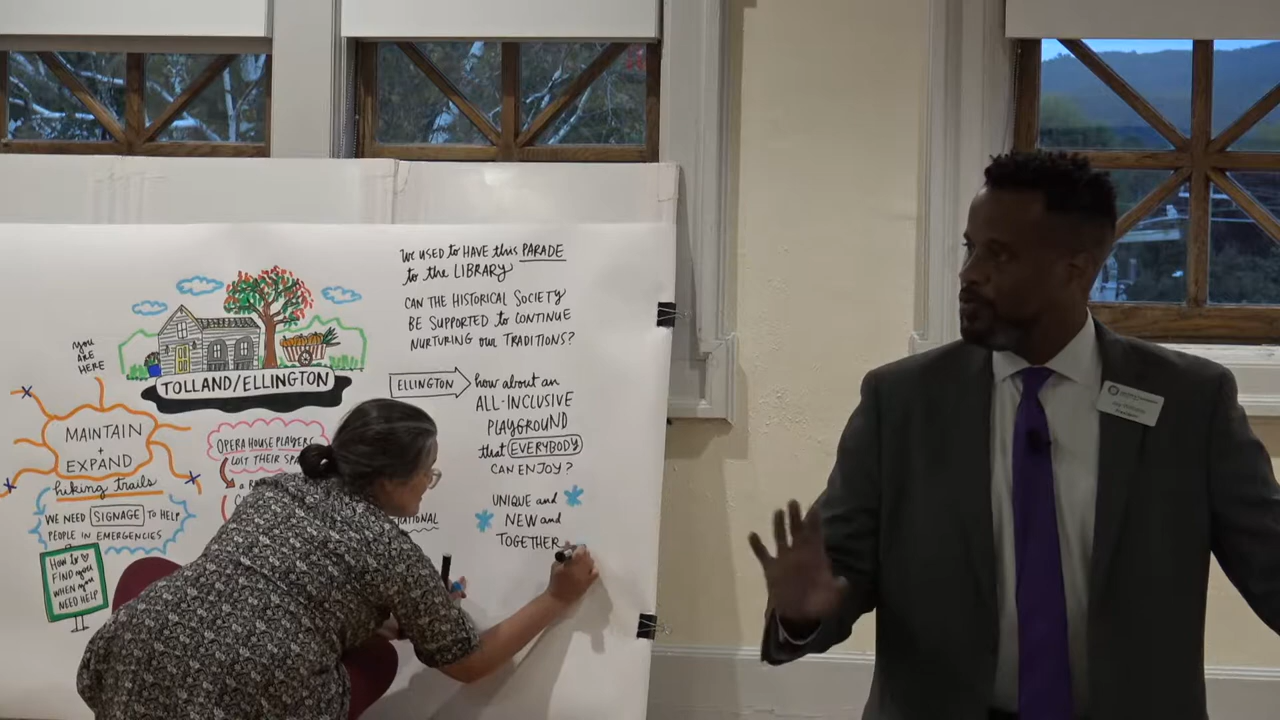 WE USED to HAVE this PARADE
to the LIBRARY
CAN THE HISTORICAL SOCIETY
BE SUPPORTED to CONTINUE
NURTURING our TRADITIONS?
YOU
ARE
HERE
TOLLAND/ELLINGTON
ELLINGTON
how about an
ALL-INCLUSIVE
PLAYGROUND
that EVERYBODY
CAN ENJOY?
MAINTAIN
+
EXPAND
hiking trails
OPERA HOUSE PLAYERS
LOST THEIR
WE NEED SIGNAGE TO HELP
PEOPLE IN EMERGENCIES
UNIQUE and
NEW and
TOGETHER
HOW to
FIND you
WHEN you
NEED HELP